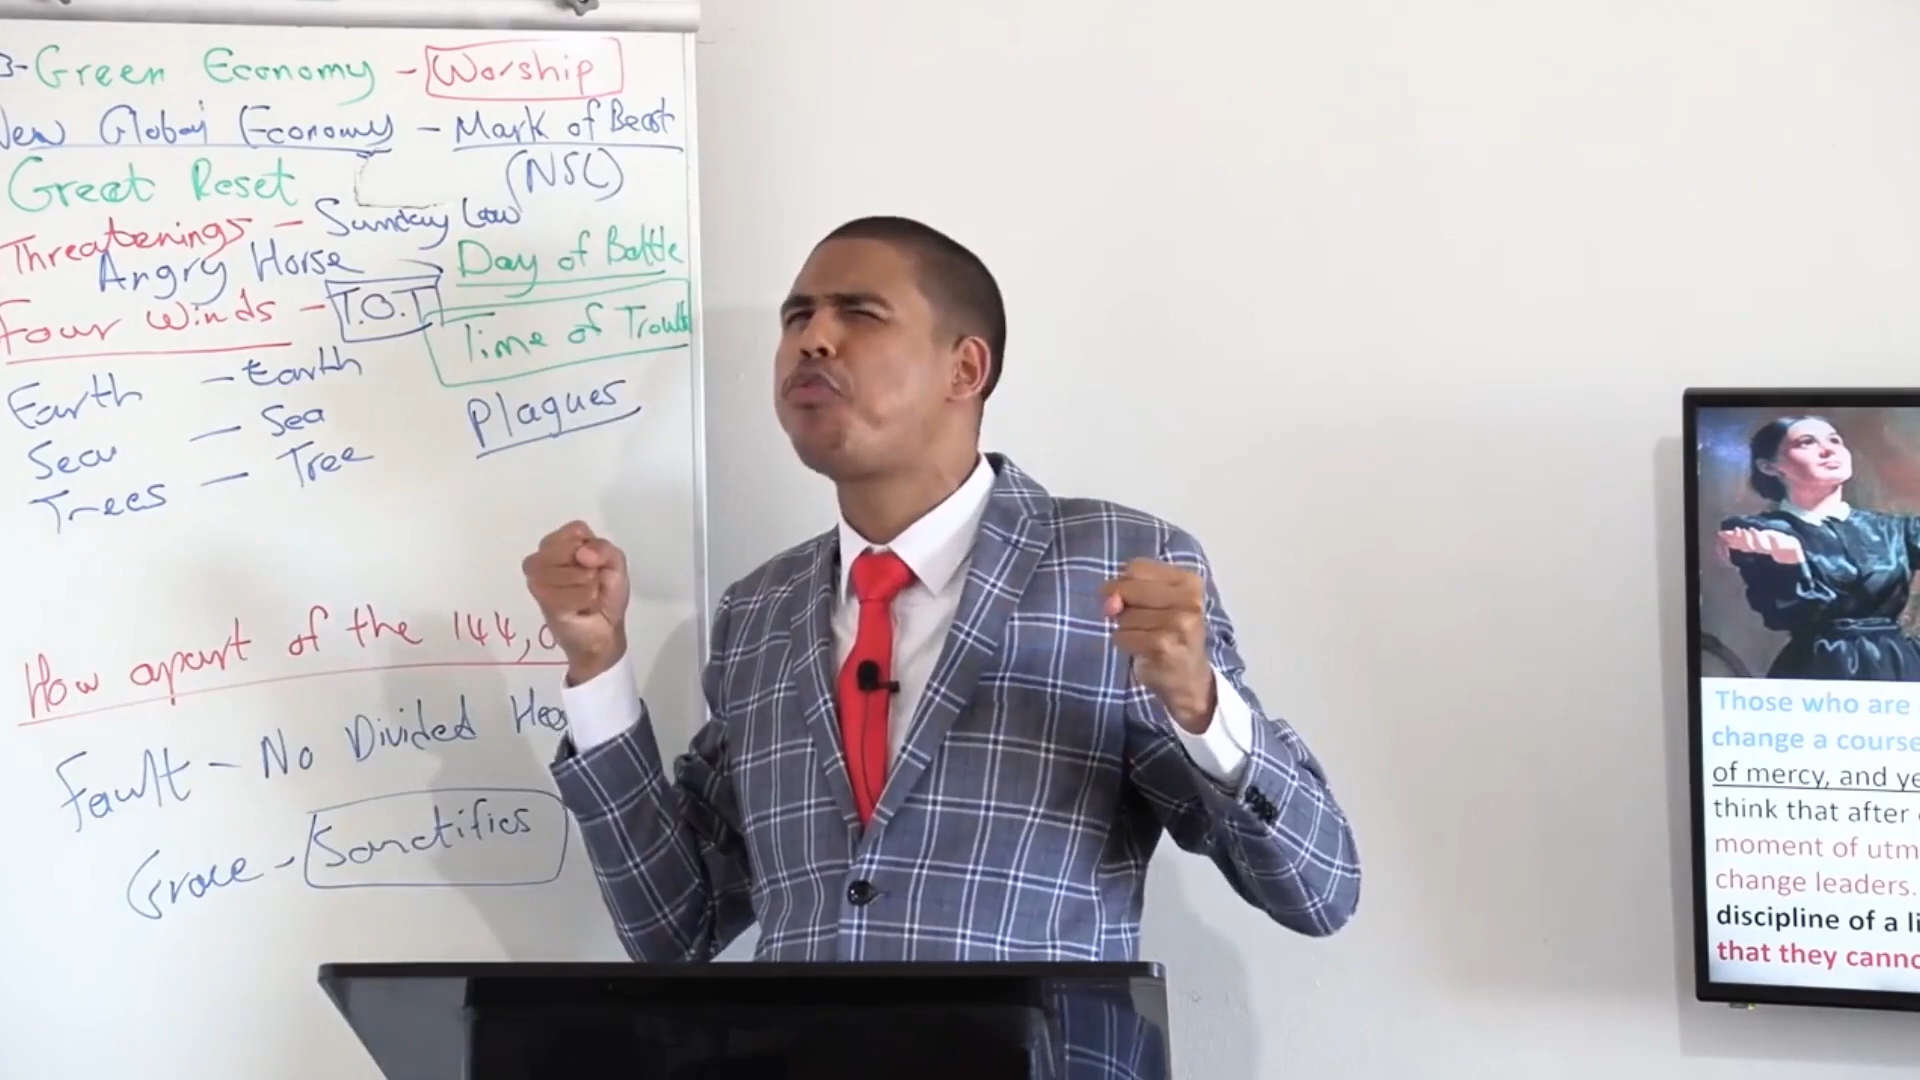 3-Green Economy - Worship
New Global Economy - Mark of Beast
(NSL)
Great Reset
Threatenings - Sunday Law
Angry Horse → Day of Battle
Four Winds - T.O.T
Time of Troub
Earth - Earth
Sea - Sea
Trees - Tree
Plagues
How apart of the 144,0
Fault - No Divided Hea
Grace - Sanctifies
Those who are
change a course
of mercy, and ye
think that after
moment of utm
change leaders.
discipline of a li
that they canno